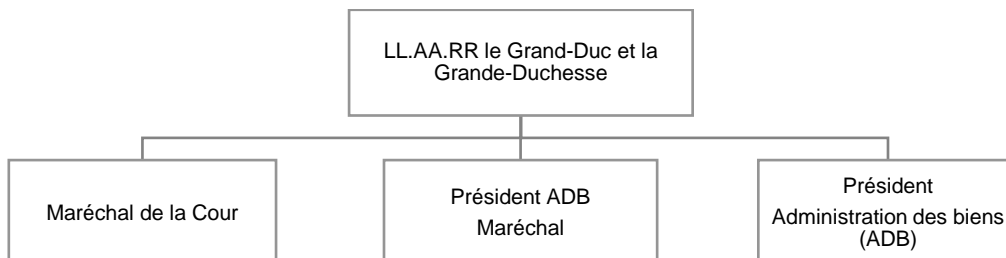 LL.AA.RR le Grand-Duc et la
Grande-Duchesse
Maréchal de la Cour
Président ADB
Maréchal
Président
Administration des biens
(ADB)